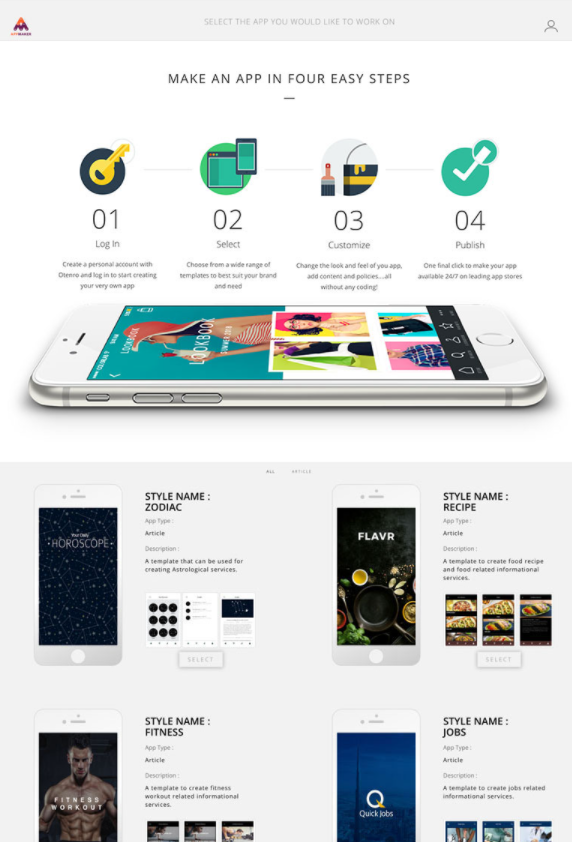 APPMAKER
SELECT THE APP YOU WOULD LIKE TO WORK ON
MAKE AN APP IN FOUR EASY STEPS
01
Log In
Create a personal account with
Otenro and log in to start creating
your very own app
02
Select
Choose from a wide range of
templates to best suit your brand
and need
03
Customize
Change the look and feel of you app,
add content and policies....all
without any coding!
04
Publish
One final click to make your app
available 24/7 on leading app stores
LOOKBOOK
LOOKBOOK
SUMMER 2018
ALL
ARTICLE
STYLE NAME :
ZODIAC
App Type :
Article
Description :
A template that can be used for
creating Astrological services.
Your Daily
HOROSCOPE
SELECT
STYLE NAME :
RECIPE
App Type :
Article
Description :
A template to create food recipe
and food related informational
services.
FLAVR
SELECT
STYLE NAME :
FITNESS
App Type :
Article
Description :
A template to create fitness
workout related informational
services.
FITNESS
WORKOUT
STYLE NAME :
JOBS
App Type :
Article
Description :
A template to create jobs related
informational services.
Quick Jobs